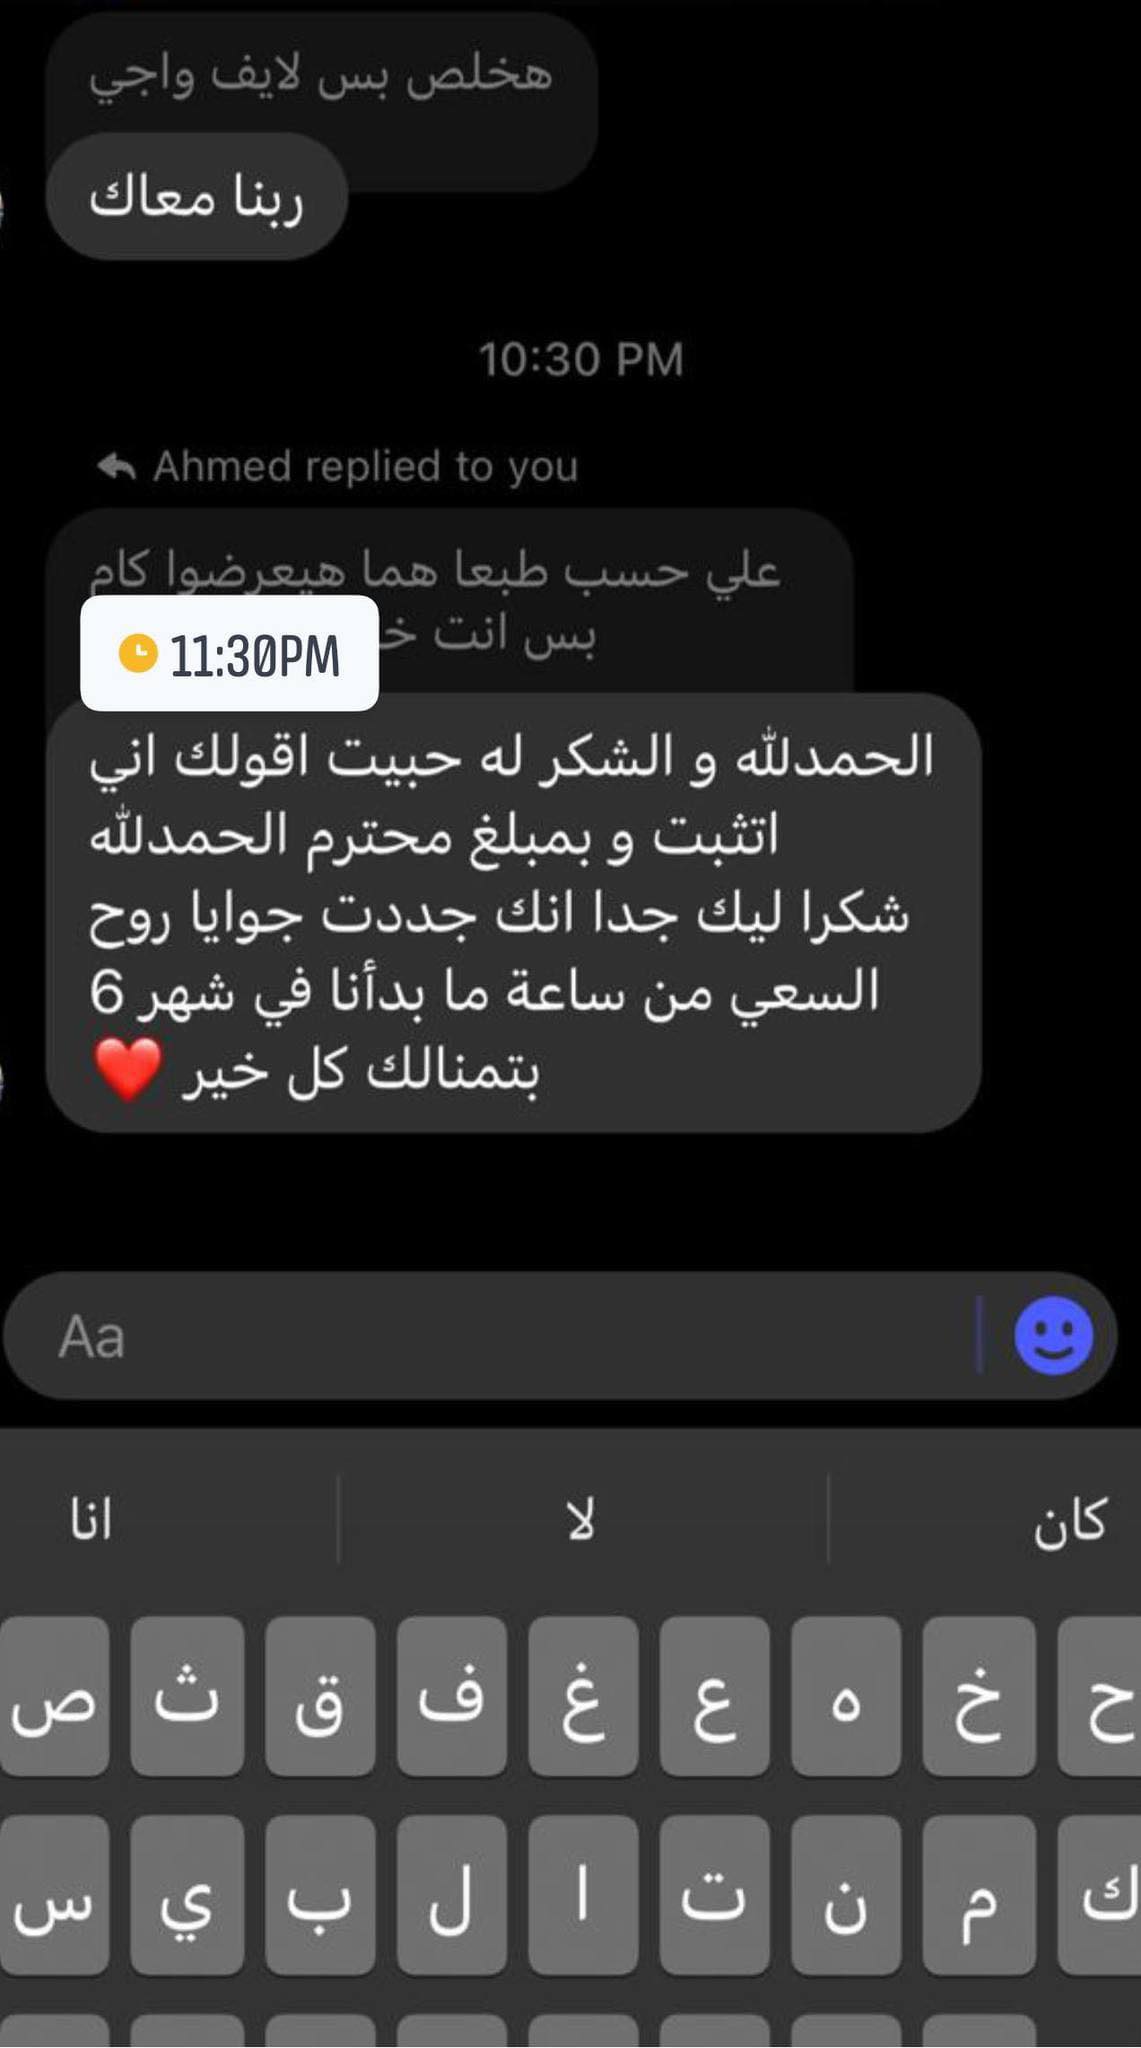 هخلص بس لايف واجي
ربنا معاك
10:30 PM
Ahmed replied to you
علي حسب طبعا هما هيعرضوا كام
بس انت
11:30PM
الحمدلله و الشكر له حبيت اقولك اني
اتثبت و بمبلغ محترم الحمدلله
شكرا ليك جدا انك جددت جوايا روح
السعي من ساعة ما بدأنا في شهر 6
بتمنالك كل خير ❤️
Aa
انا لا كان
ص ث ق ف غ ع ه خ ح
س ي ب ل ا ت ن م ك